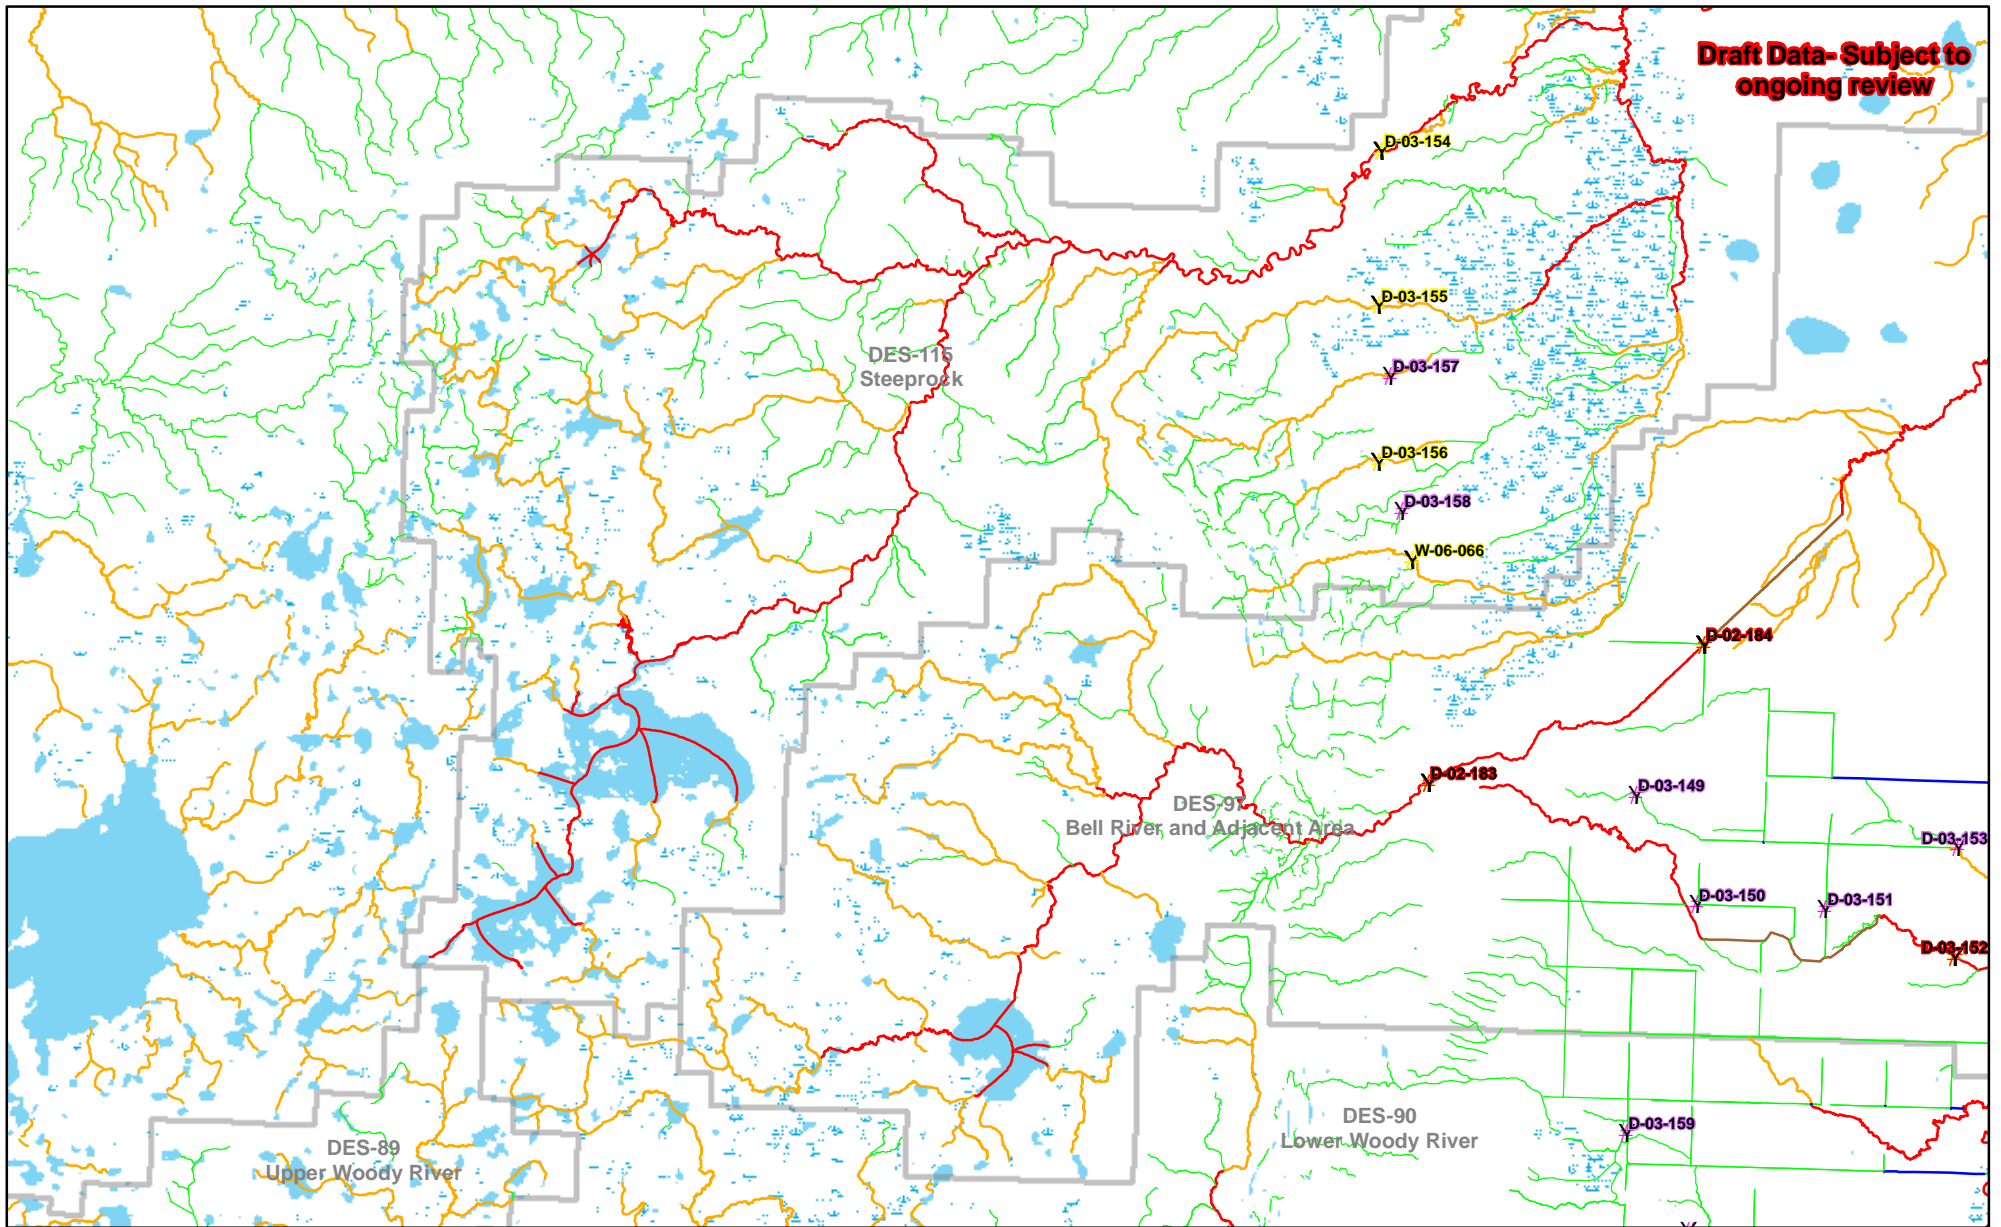 Draft Data- Subject to
ongoing review
D-03-154
D-03-155
DES-115
Steeprock
D-03-157
D-03-156
D-03-158
W-06-066
D-02-184
D-02-183
D-03-149
DES-97
Bell River and Adjacent Area
D-03-153
D-03-150
D-03-151
D-03-152
DES-90
Lower Woody River
D-03-159
DES-89
Upper Woody River